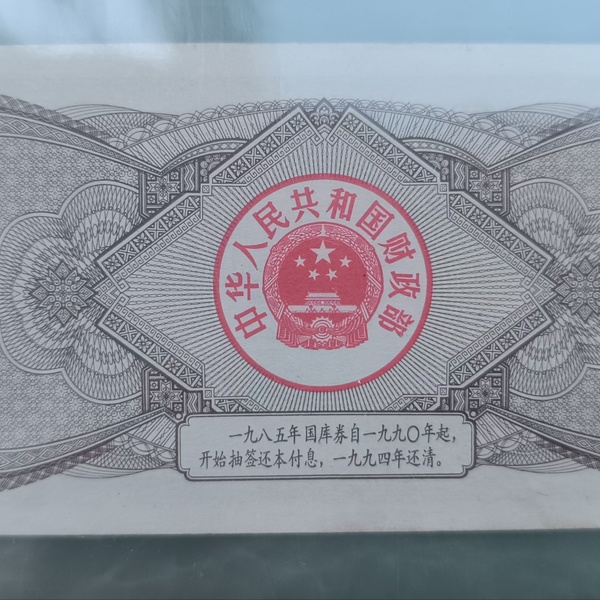 中华人民共和国财政部
一九八五年国库券自一九九〇年起，
开始抽签还本付息，一九九四年还清。